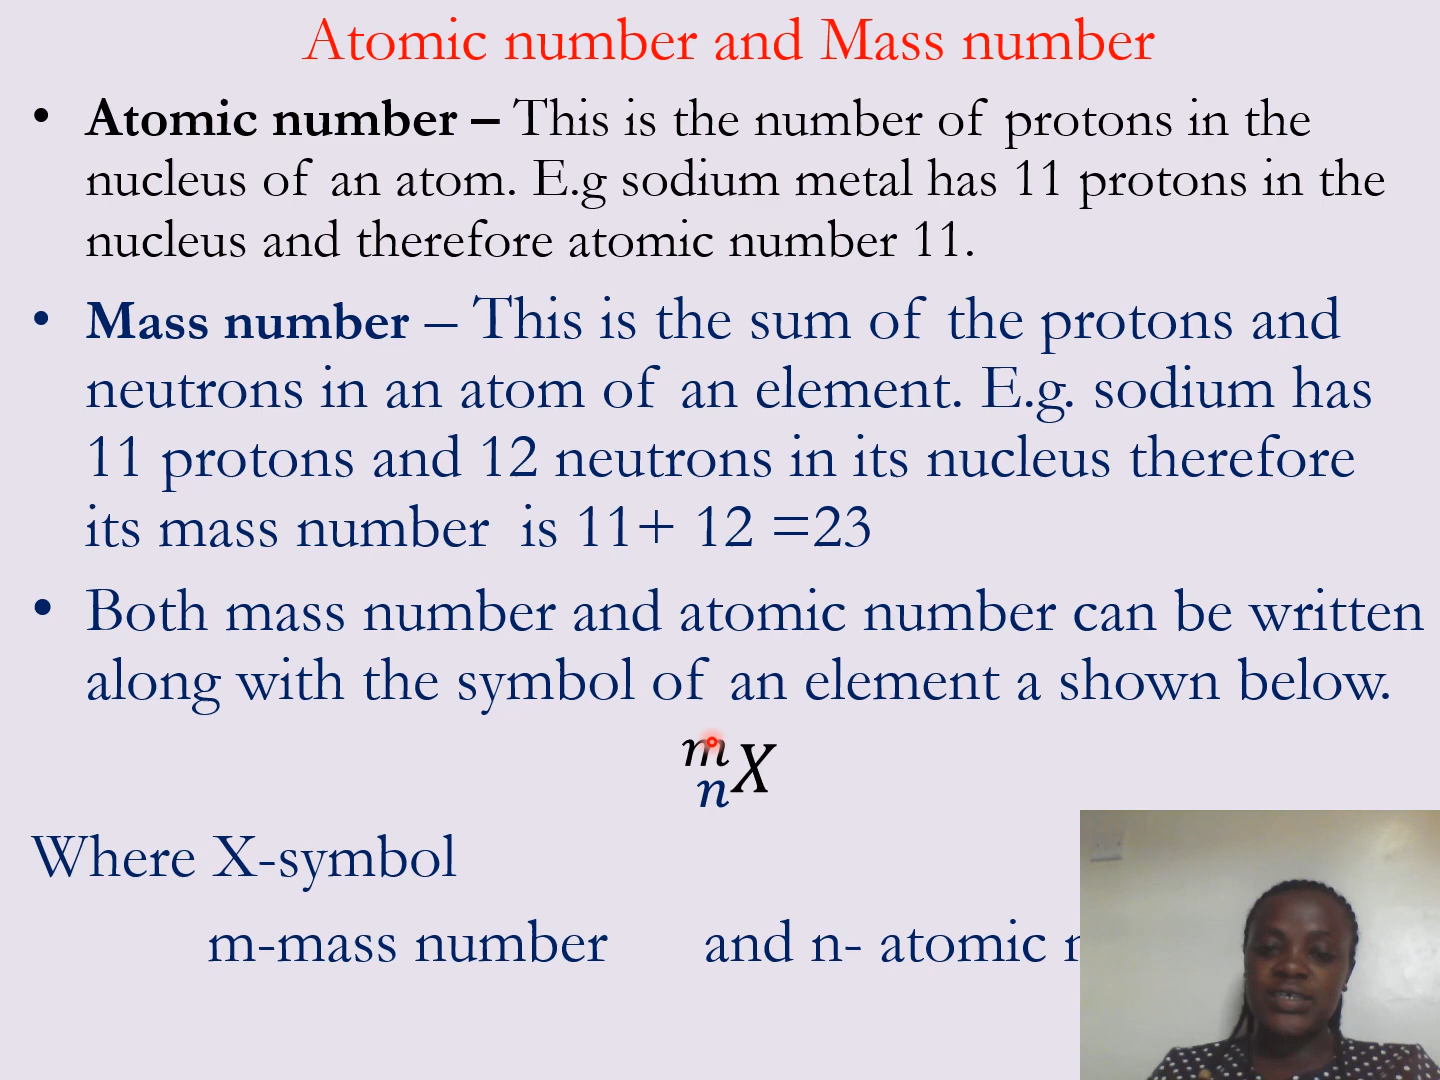 Atomic number and Mass number
• Atomic number – This is the number of protons in the
nucleus of an atom. E.g sodium metal has 11 protons in the
nucleus and therefore atomic number 11.
• Mass number – This is the sum of the protons and
neutrons in an atom of an element. E.g. sodium has
11 protons and 12 neutrons in its nucleus therefore
its mass number is 11+ 12 =23
• Both mass number and atomic number can be written
along with the symbol of an element a shown below.
m
n X
Where X-symbol
m-mass number and n- atomic